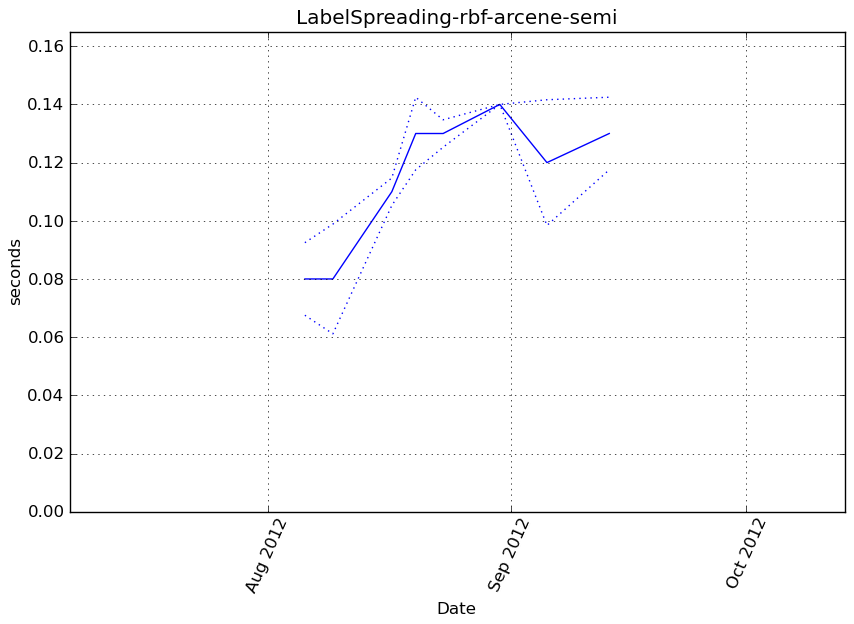 LabelSpreading-rbf-arcene-semi
0.16
0.14
0.12
0.10
0.08
0.06
0.04
0.02
0.00
seconds
Aug 2012
Sep 2012
Oct 2012
Date